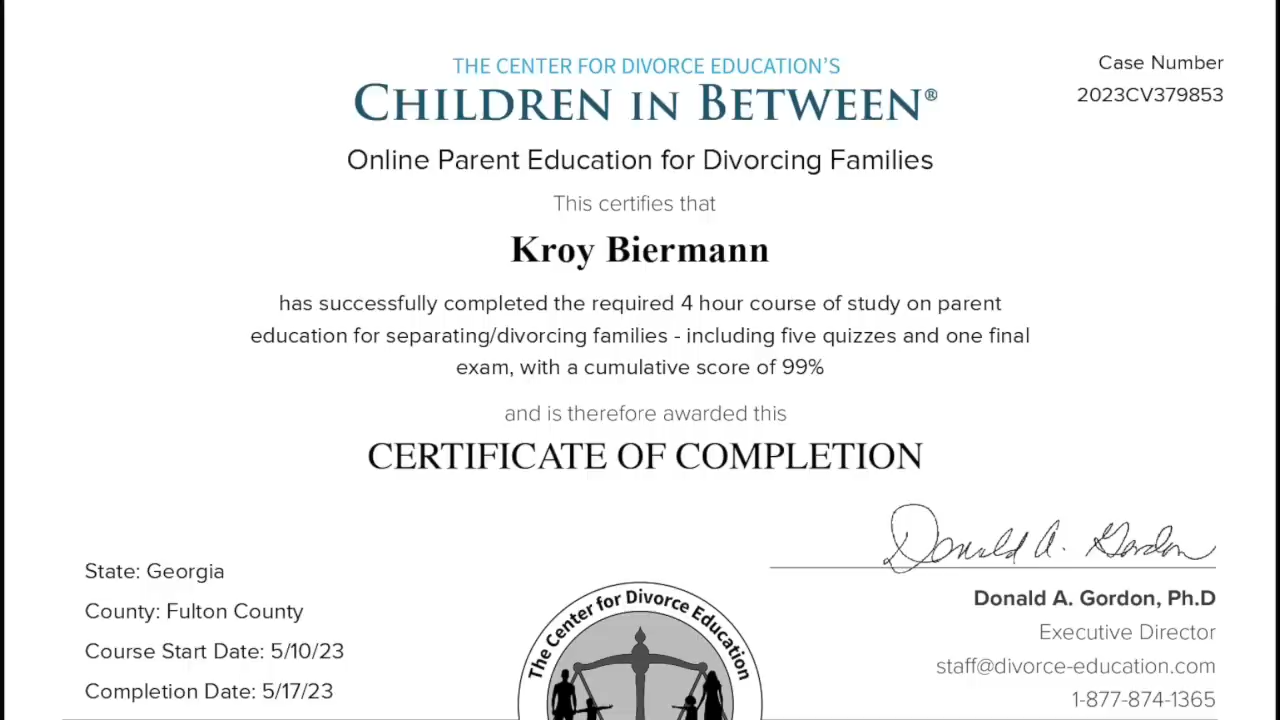 THE CENTER FOR DIVORCE EDUCATION'S
CHILDREN IN BETWEEN®
Case Number
2023CV379853
Online Parent Education for Divorcing Families
This certifies that
Kroy Biermann
has successfully completed the required 4 hour course of study on parent
education for separating/divorcing families - including five quizzes and one final
exam, with a cumulative score of 99%
and is therefore awarded this
CERTIFICATE OF COMPLETION
State: Georgia
County: Fulton County
Course Start Date: 5/10/23
Completion Date: 5/17/23
The Center for Divorce Education
Donald A. Gordon
Donald A. Gordon, Ph.D
Executive Director
staff@divorce-education.com
1-877-874-1365